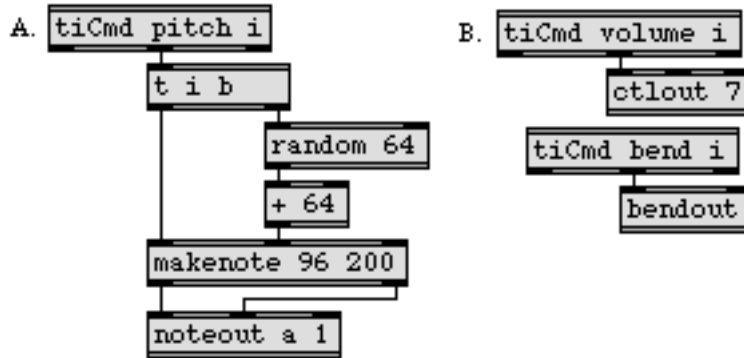 A.
tiCmd pitch i
t i b
random 64
+ 64
makenote 96 200
noteout a 1
B.
tiCmd volume i
ctlout 7
tiCmd bend i
bendout